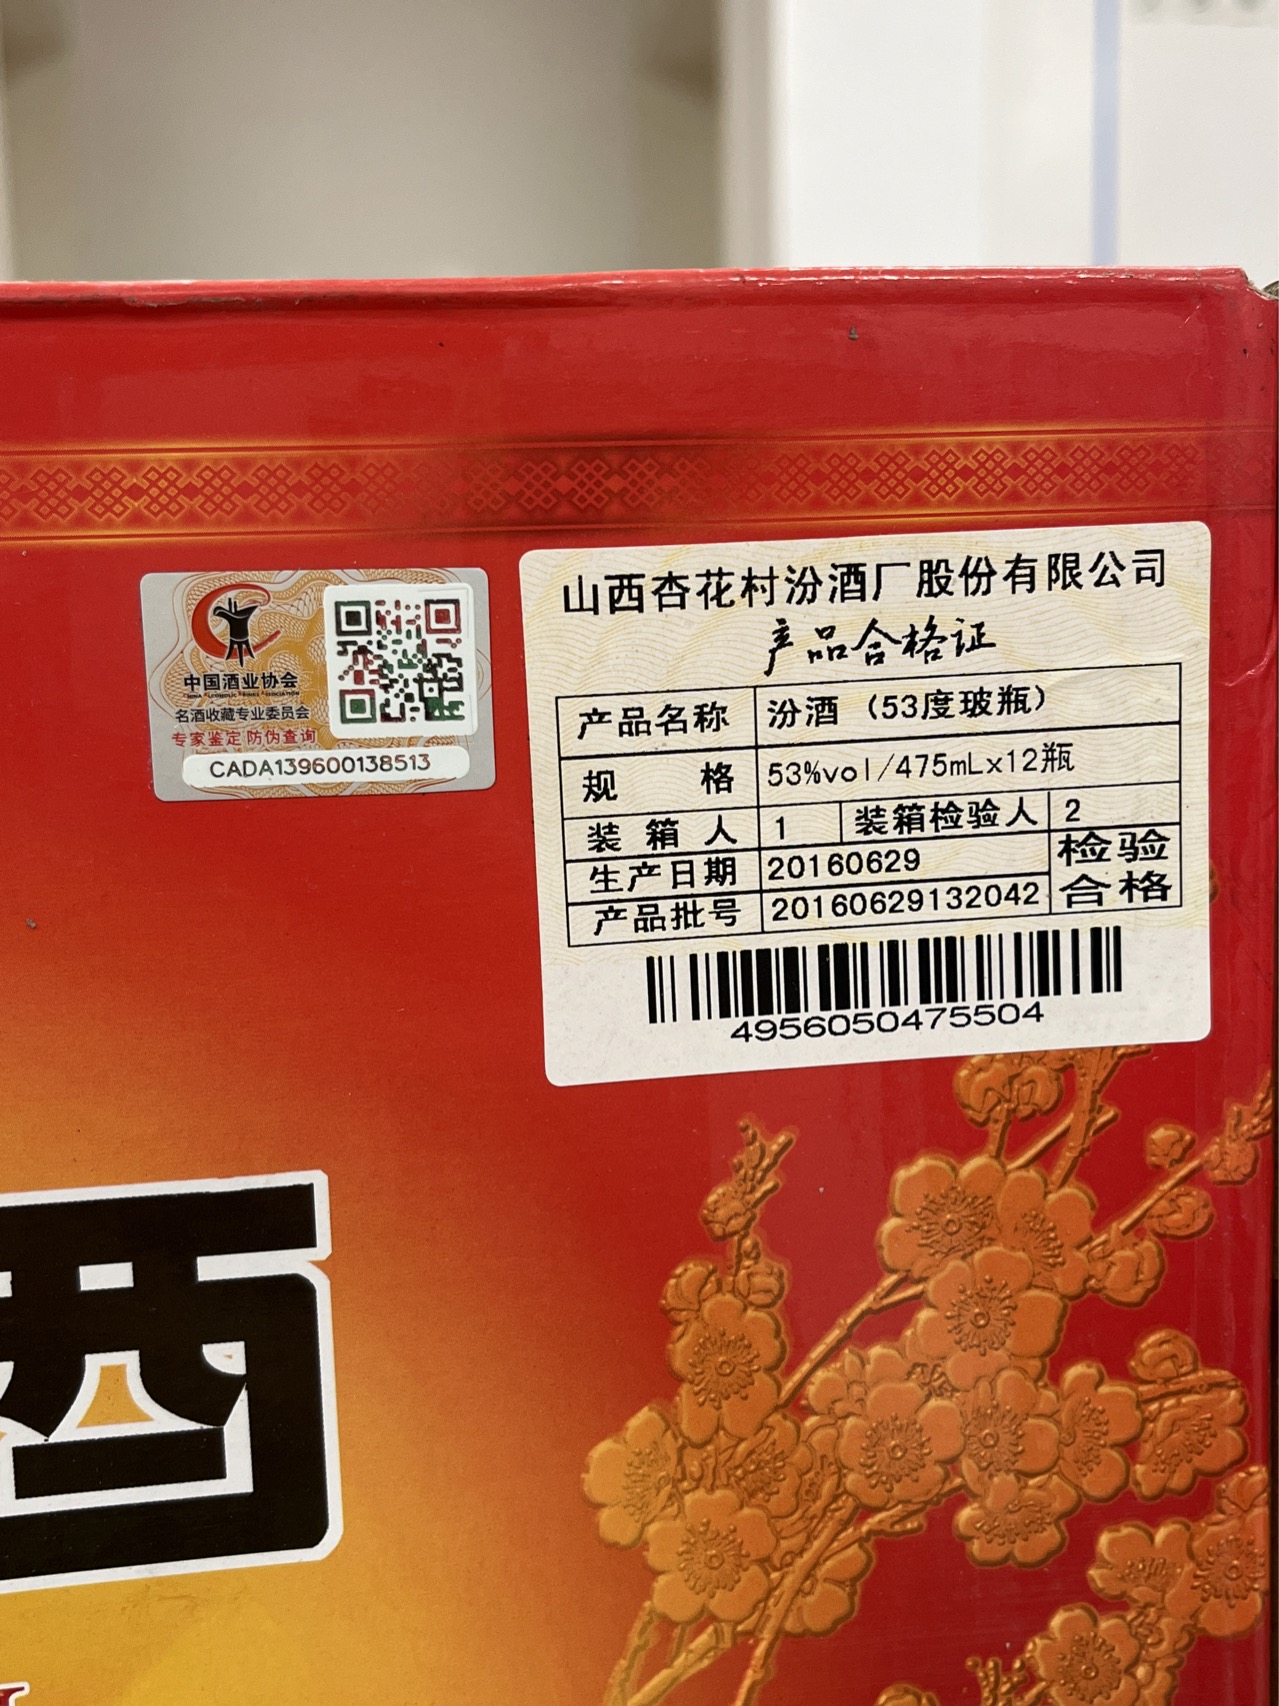 山西杏花村汾酒厂股份有限公司
产品合格证
产品名称 汾酒（53度玻瓶）
规格 53%vol/475mLx12瓶
装箱人 1 装箱检验人 2
生产日期 20160629 检验
产品批号 20160629132042 合格
4956050475504
中国酒业协会
名酒收藏专业委员会
专家鉴定 防伪查询
CADA139600138513